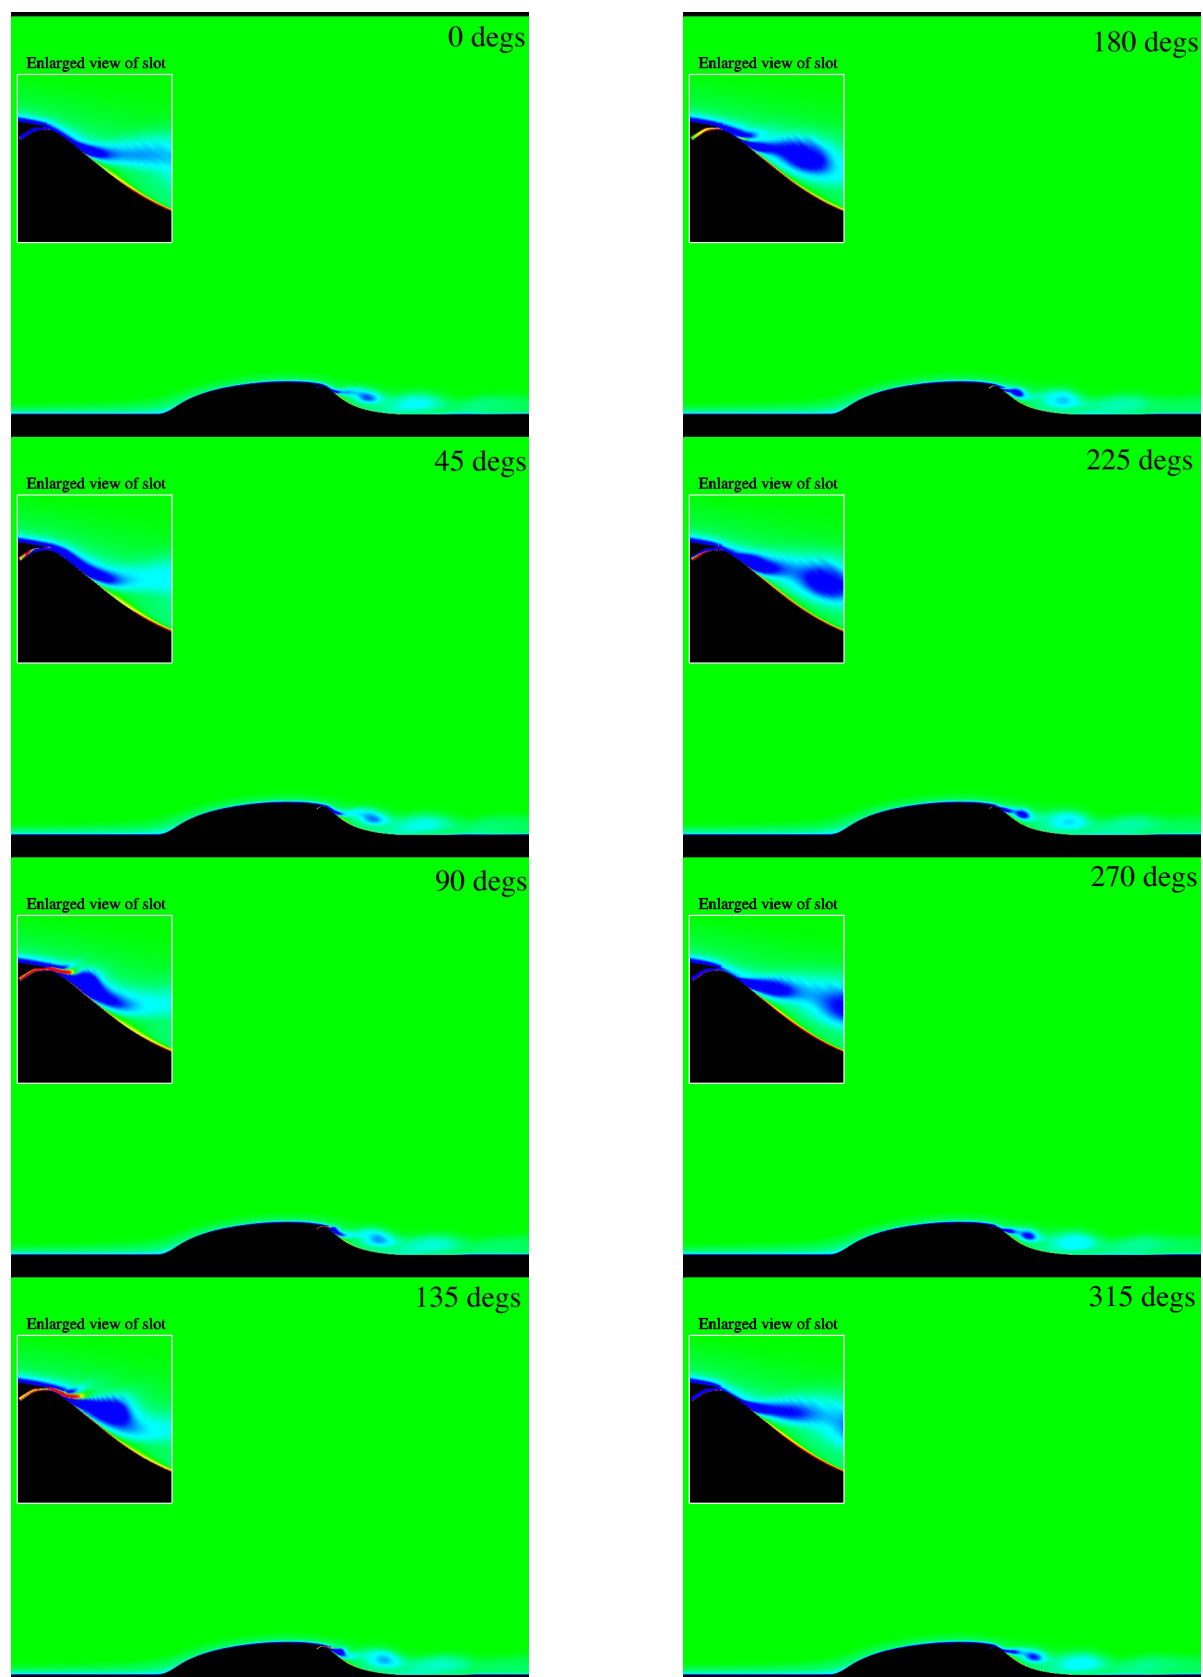 0 degs
Enlarged view of slot
45 degs
Enlarged view of slot
90 degs
Enlarged view of slot
135 degs
Enlarged view of slot
180 degs
Enlarged view of slot
225 degs
Enlarged view of slot
270 degs
Enlarged view of slot
315 degs
Enlarged view of slot